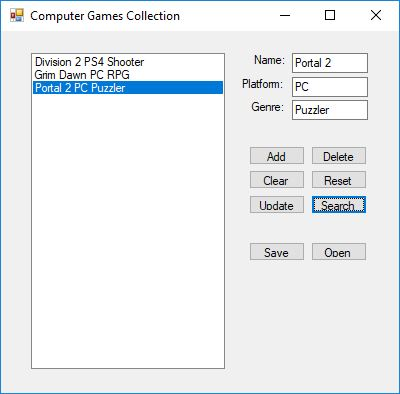 Computer Games Collection
Division 2 PS4 Shooter
Grim Dawn PC RPG
Portal 2 PC Puzzler
Name: Portal 2
Platform: PC
Genre: Puzzler
Add Delete
Clear Reset
Update Search
Save Open